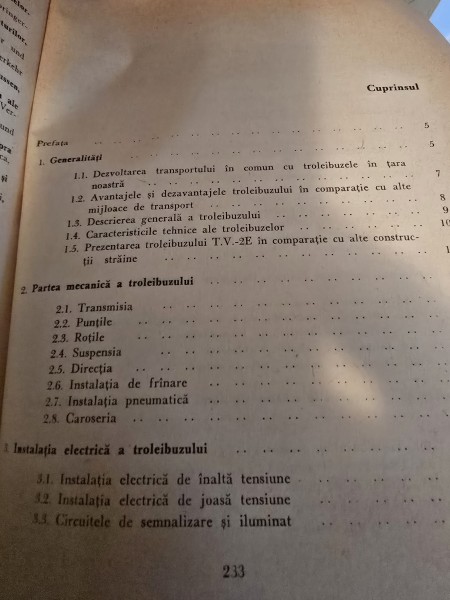 Cuprinsul
Prefața 5
1. Generalități 5
1.1. Dezvoltarea transportului în comun cu troleibuzele în țara
noastră 7
1.2. Avantajele și dezavantajele troleibuzului în comparație cu alte
mijloace de transport 8
1.3. Descrierea generală a troleibuzului 9
1.4. Caracteristicile tehnice ale troleibuzelor
1.5. Prezentarea troleibuzului T.V.-2E în comparație cu alte construc-
ții străine
2. Partea mecanică a troleibuzului
2.1. Transmisia
2.2. Punțile
2.3. Roțile
2.4. Suspensia
2.5. Direcția
2.6. Instalația de frînare
2.7. Instalația pneumatică
2.8. Caroseria
3. Instalația electrică a troleibuzului
3.1. Instalația electrică de înaltă tensiune
3.2. Instalația electrică de joasă tensiune
3.3. Circuitele de semnalizare și iluminat
233